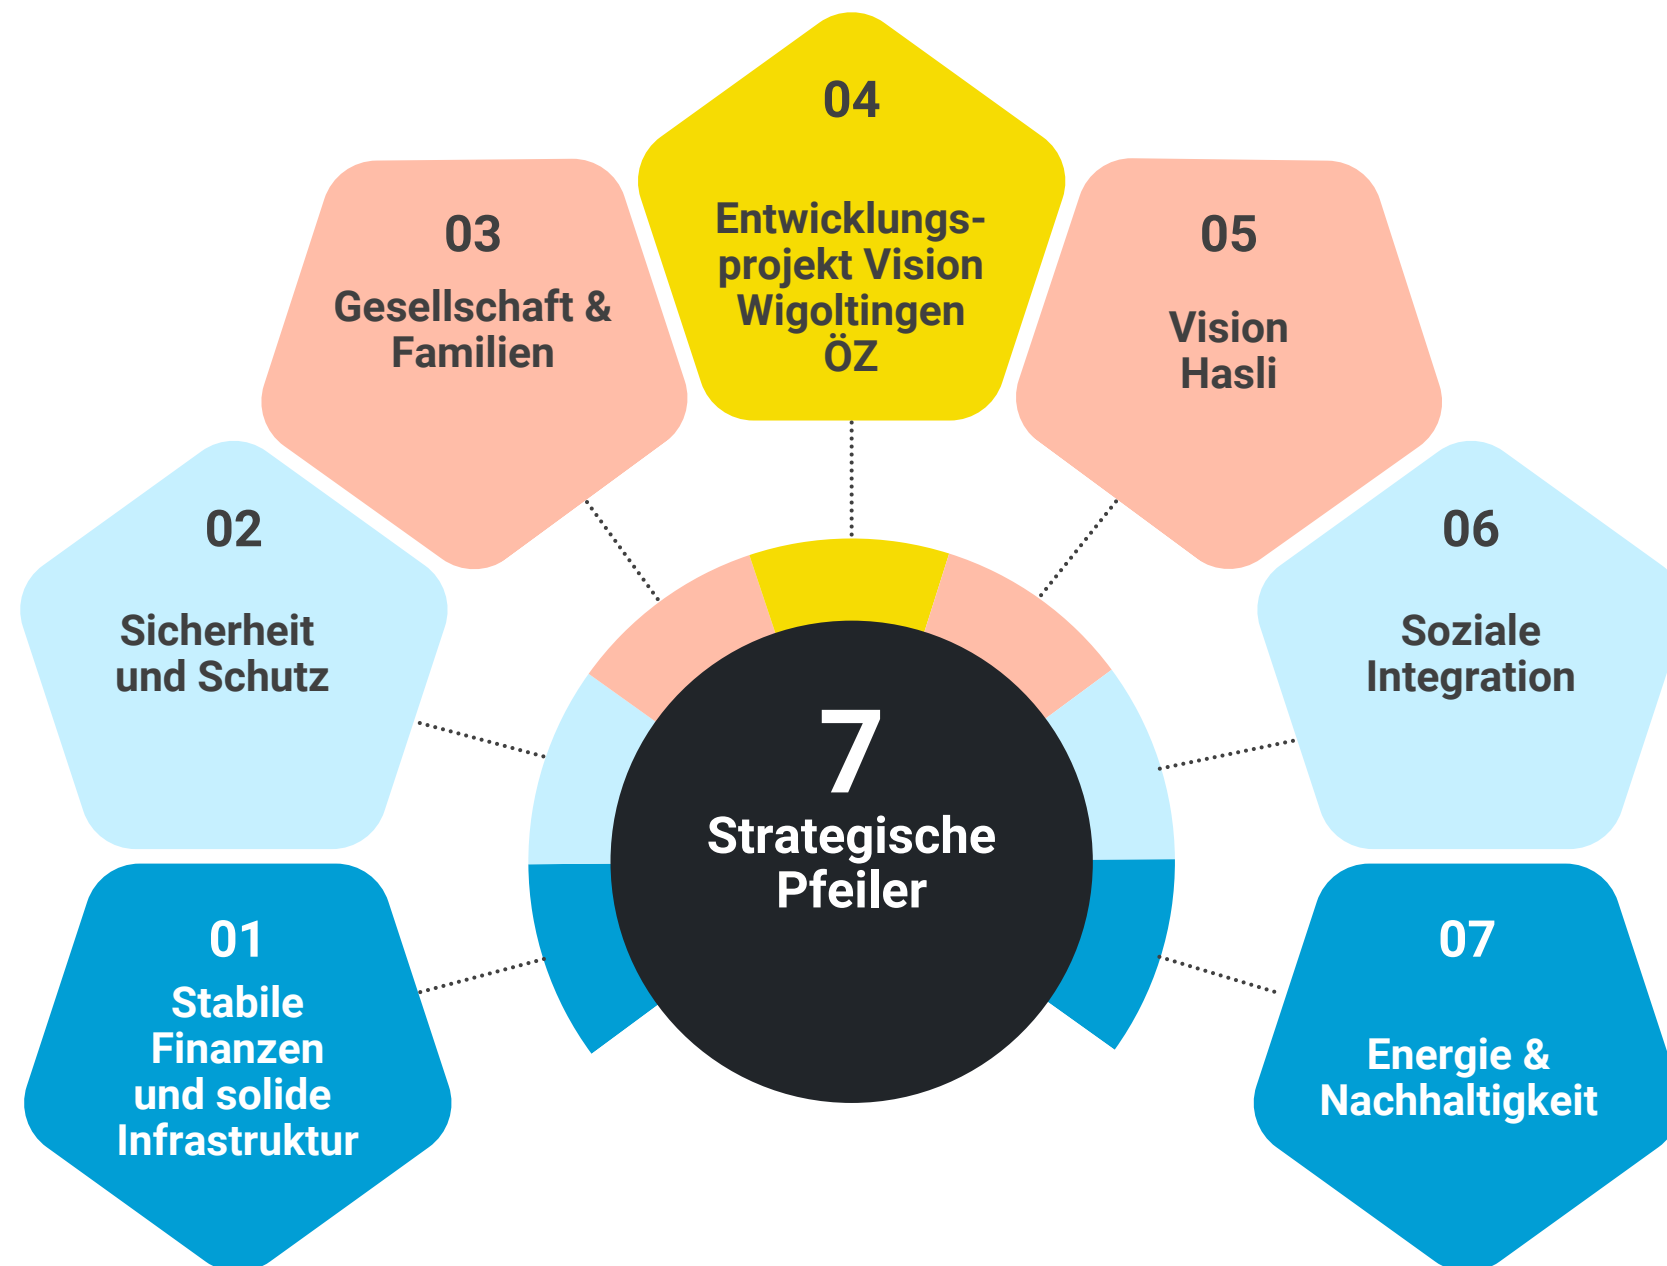 7
Strategische
Pfeiler
01
Stabile
Finanzen
und solide
Infrastruktur
02
Sicherheit
und Schutz
03
Gesellschaft &
Familien
04
Entwicklungs-
projekt Vision
Wigoltingen
ÖZ
05
Vision
Hasli
06
Soziale
Integration
07
Energie &
Nachhaltigkeit